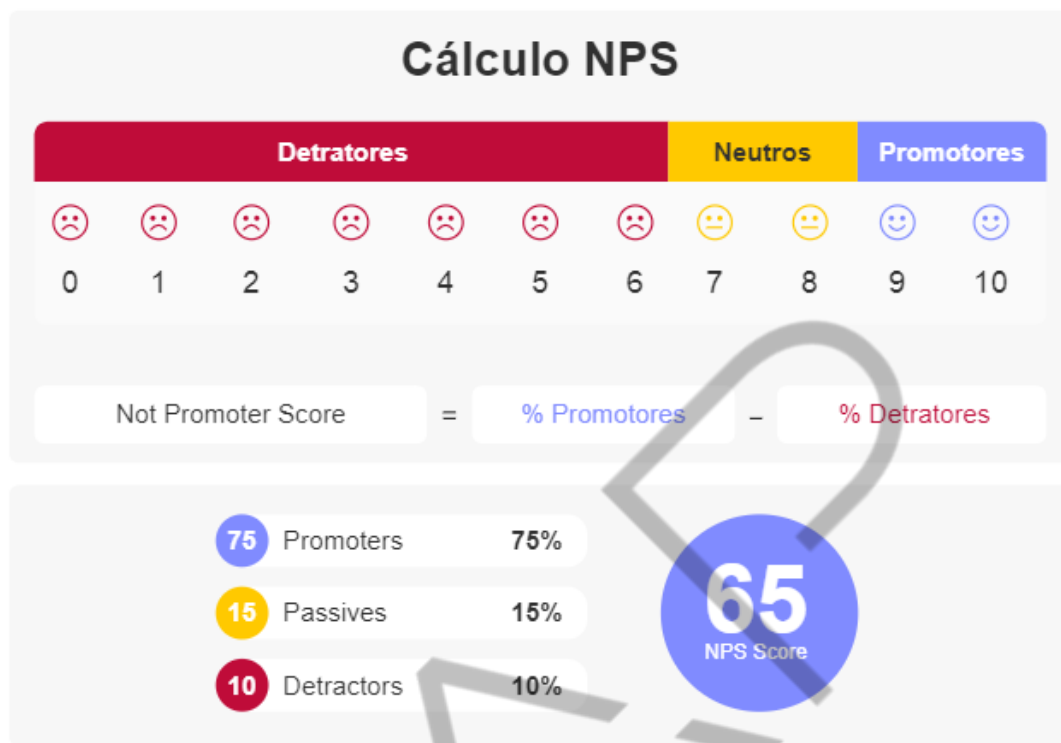 Cálculo NPS
Detratores Neutros Promotores
0 1 2 3 4 5 6 7 8 9 10
Not Promoter Score = % Promotores – % Detratores
75 Promoters 75%
15 Passives 15%
10 Detractors 10%
65
NPS Score